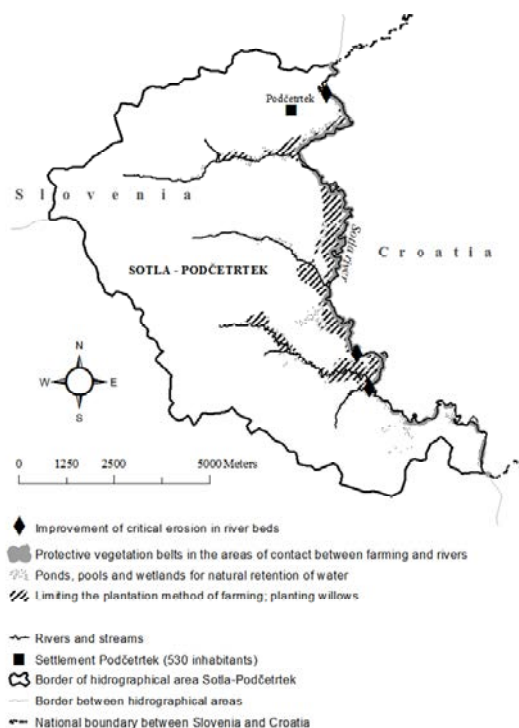 Podčetrtek
S l o v e n i a
Sotla river
C r o a t i a
SOTLA - PODČETRTEK
N
W E
S
0 1250 2500 5000 Meters
Improvement of critical erosion in river beds
Protective vegetation belts in the areas of contact between farming and rivers
Ponds, pools and wetlands for natural retention of water
Limiting the plantation method of farming; planting willows
Rivers and streams
Settlement Podčetrtek (530 inhabitants)
Border of hidrographical area Sotla-Podčetrtek
Border between hidrographical areas
National boundary between Slovenia and Croatia